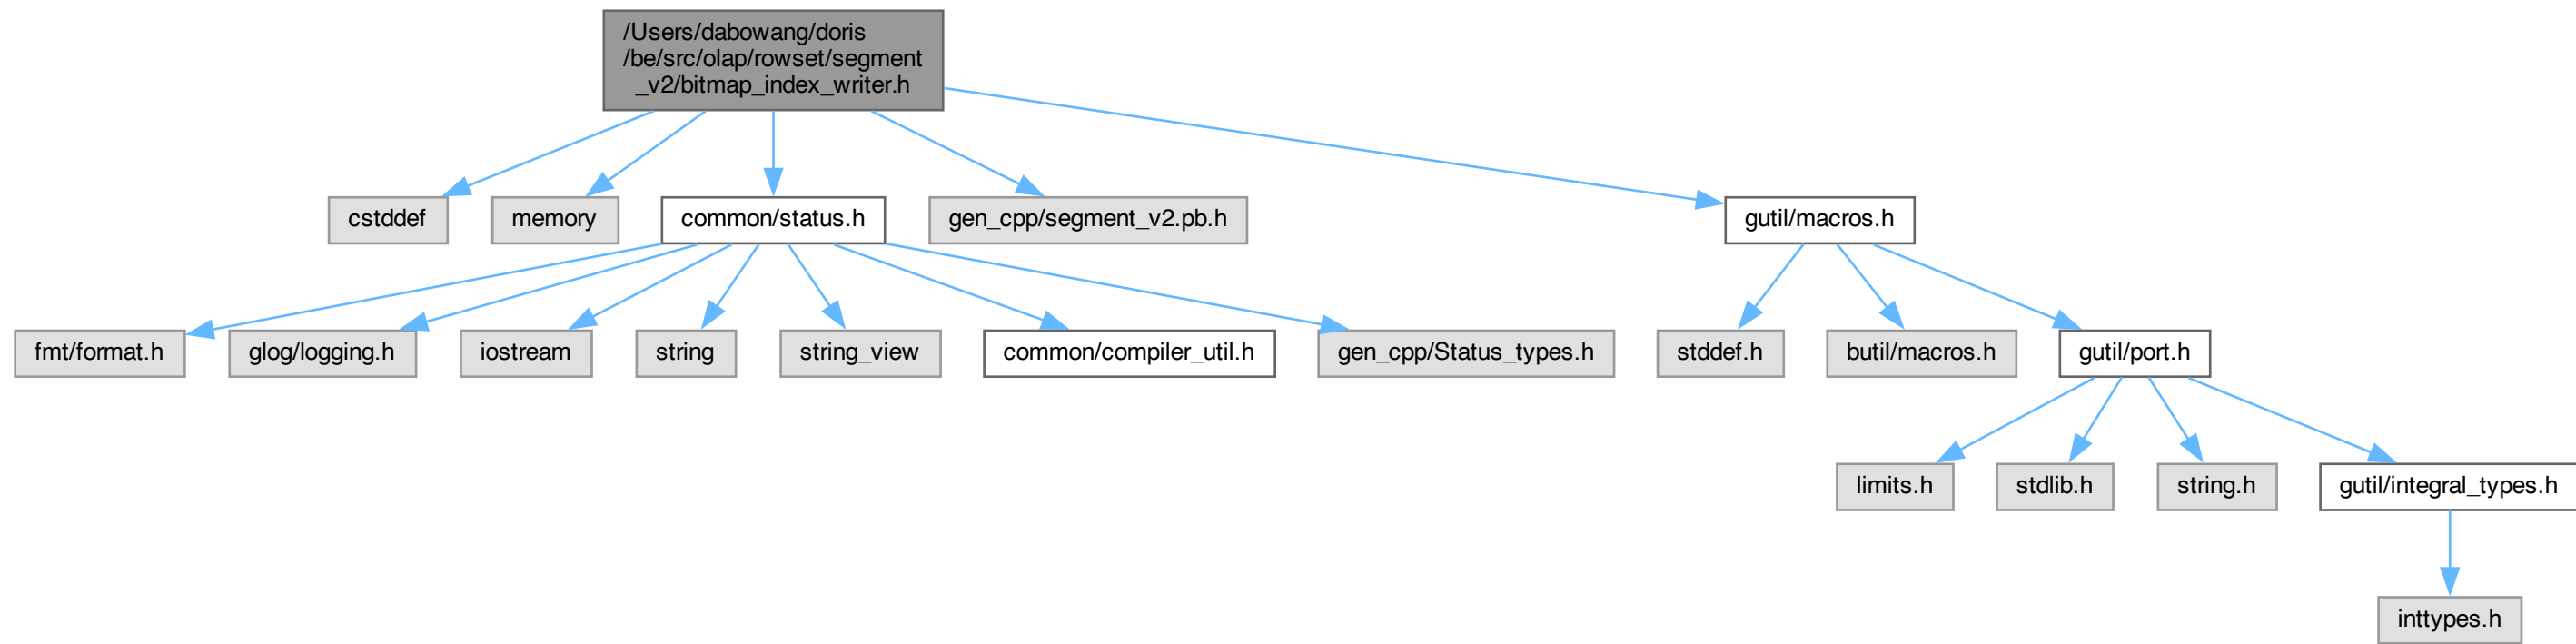 /Users/dabowang/doris
/be/src/olap/rowset/segment
_v2/bitmap_index_writer.h
cstddef
memory
common/status.h
gen_cpp/segment_v2.pb.h
gutil/macros.h
fmt/format.h
glog/logging.h
iostream
string
string_view
common/compiler_util.h
gen_cpp/Status_types.h
stddef.h
butil/macros.h
gutil/port.h
limits.h
stdlib.h
string.h
gutil/integral_types.h
inttypes.h